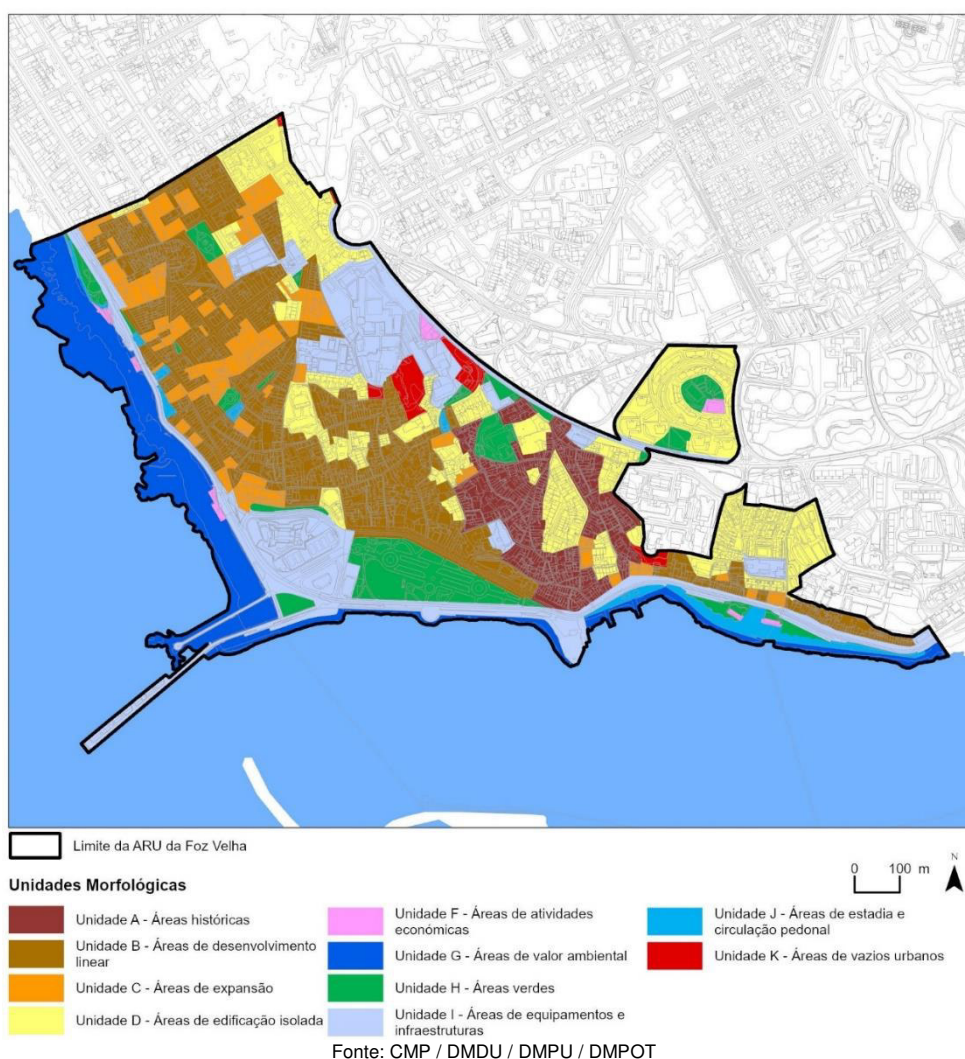 Limite da ARU da Foz Velha
0 100 m
N
Unidades Morfológicas
Unidade A - Áreas históricas
Unidade B - Áreas de desenvolvimento
linear
Unidade C - Áreas de expansão
Unidade D - Áreas de edificação isolada
Unidade F - Áreas de atividades
económicas
Unidade G - Áreas de valor ambiental
Unidade H - Áreas verdes
Unidade I - Áreas de equipamentos e
infraestruturas
Unidade J - Áreas de estadia e
circulação pedonal
Unidade K - Áreas de vazios urbanos
Fonte: CMP / DMDU / DMPU / DMPOT